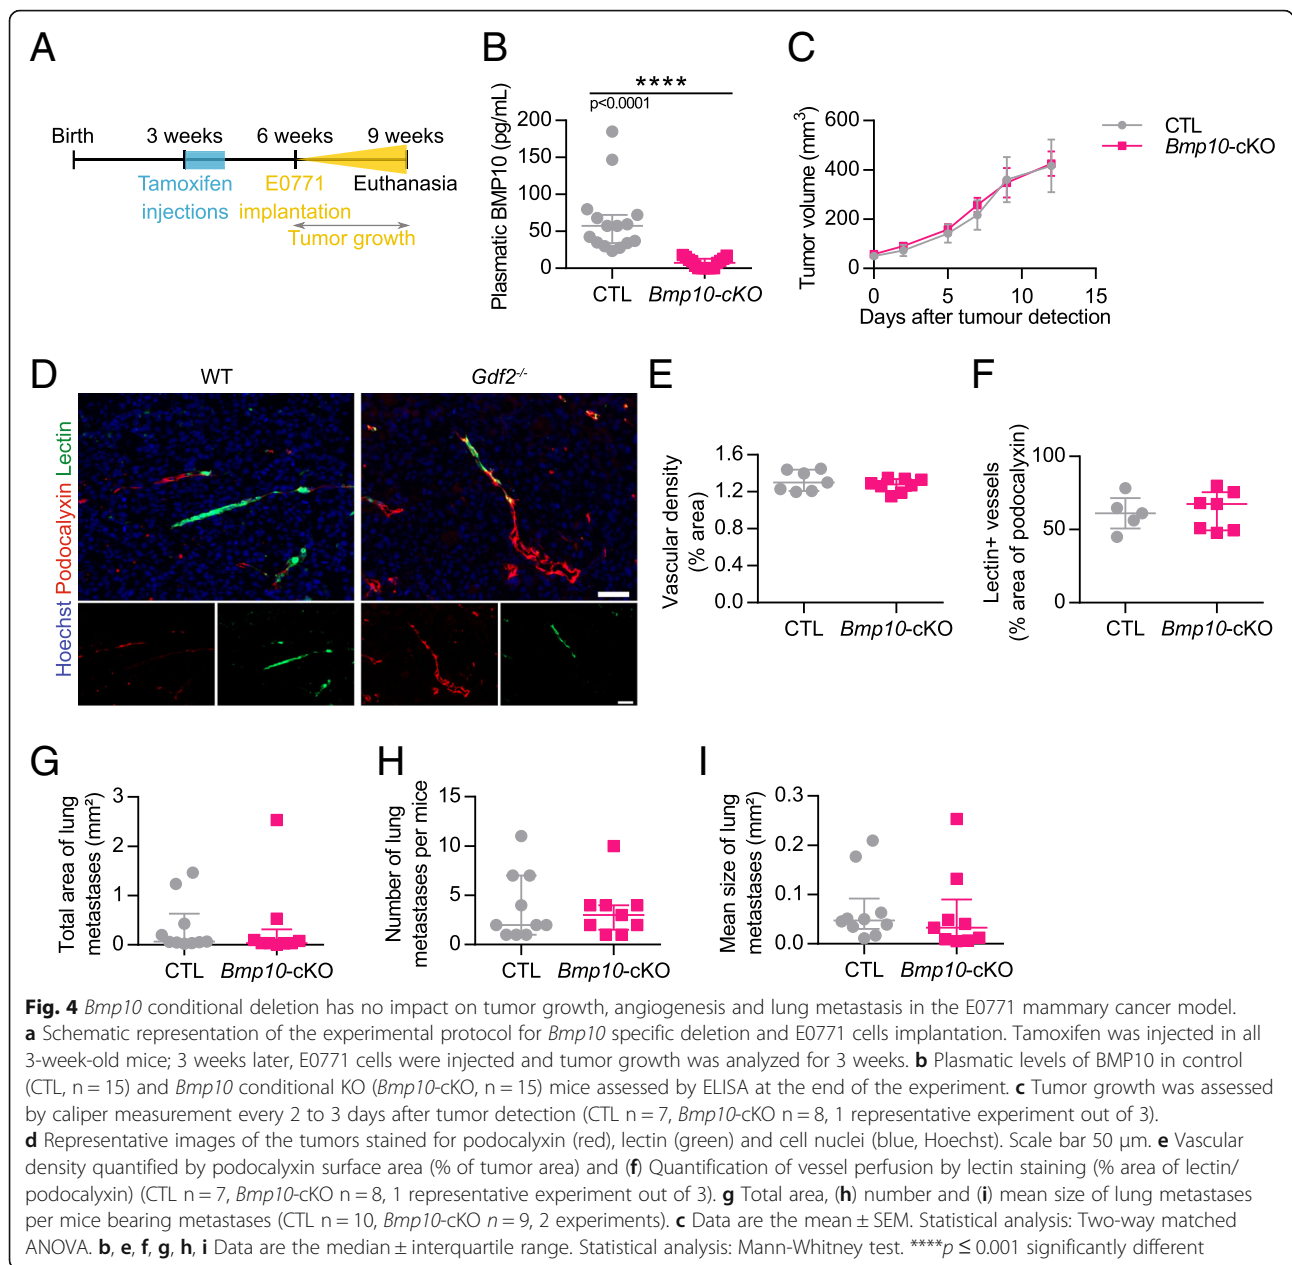 A
Birth 3 weeks 6 weeks 9 weeks
Tamoxifen E0771 Euthanasia
injections implantation
Tumor growth
B
****
p<0.0001
Plasmatic BMP10 (pg/mL)
200
150
100
50
0
CTL Bmp10-cKO
C
Tumor volume (mm³)
600
400
200
0
0 5 10 15
Days after tumour detection
CTL
Bmp10-cKO
D
WT Gdf2-/-
Hoechst Podocalyxin Lectin
E
Vascular density
(% area)
1.6
1.2
0.8
0.4
0.0
CTL Bmp10-cKO
F
Lectin+ vessels
(% area of podocalyxin)
100
50
0
CTL Bmp10-cKO
G
Total area of lung
metastases (mm²)
3
2
1
0
CTL Bmp10-cKO
H
Number of lung
metastases per mice
15
10
5
0
CTL Bmp10-cKO
I
Mean size of lung
metastases (mm²)
0.3
0.2
0.1
0.0
CTL Bmp10-cKO
Fig. 4 Bmp10 conditional deletion has no impact on tumor growth, angiogenesis and lung metastasis in the E0771 mammary cancer model.
a Schematic representation of the experimental protocol for Bmp10 specific deletion and E0771 cells implantation. Tamoxifen was injected in all
3-week-old mice; 3 weeks later, E0771 cells were injected and tumor growth was analyzed for 3 weeks. b Plasmatic levels of BMP10 in control
(CTL, n = 15) and Bmp10 conditional KO (Bmp10-cKO, n = 15) mice assessed by ELISA at the end of the experiment. c Tumor growth was assessed
by caliper measurement every 2 to 3 days after tumor detection (CTL n = 7, Bmp10-cKO n = 8, 1 representative experiment out of 3).
d Representative images of the tumors stained for podocalyxin (red), lectin (green) and cell nuclei (blue, Hoechst). Scale bar 50 μm. e Vascular
density quantified by podocalyxin surface area (% of tumor area) and (f) Quantification of vessel perfusion by lectin staining (% area of lectin/
podocalyxin) (CTL n = 7, Bmp10-cKO n = 8, 1 representative experiment out of 3). g Total area, (h) number and (i) mean size of lung metastases
per mice bearing metastases (CTL n = 10, Bmp10-cKO n = 9, 2 experiments). c Data are the mean ± SEM. Statistical analysis: Two-way matched
ANOVA. b, e, f, g, h, i Data are the median ± interquartile range. Statistical analysis: Mann-Whitney test. ****p ≤ 0.001 significantly different